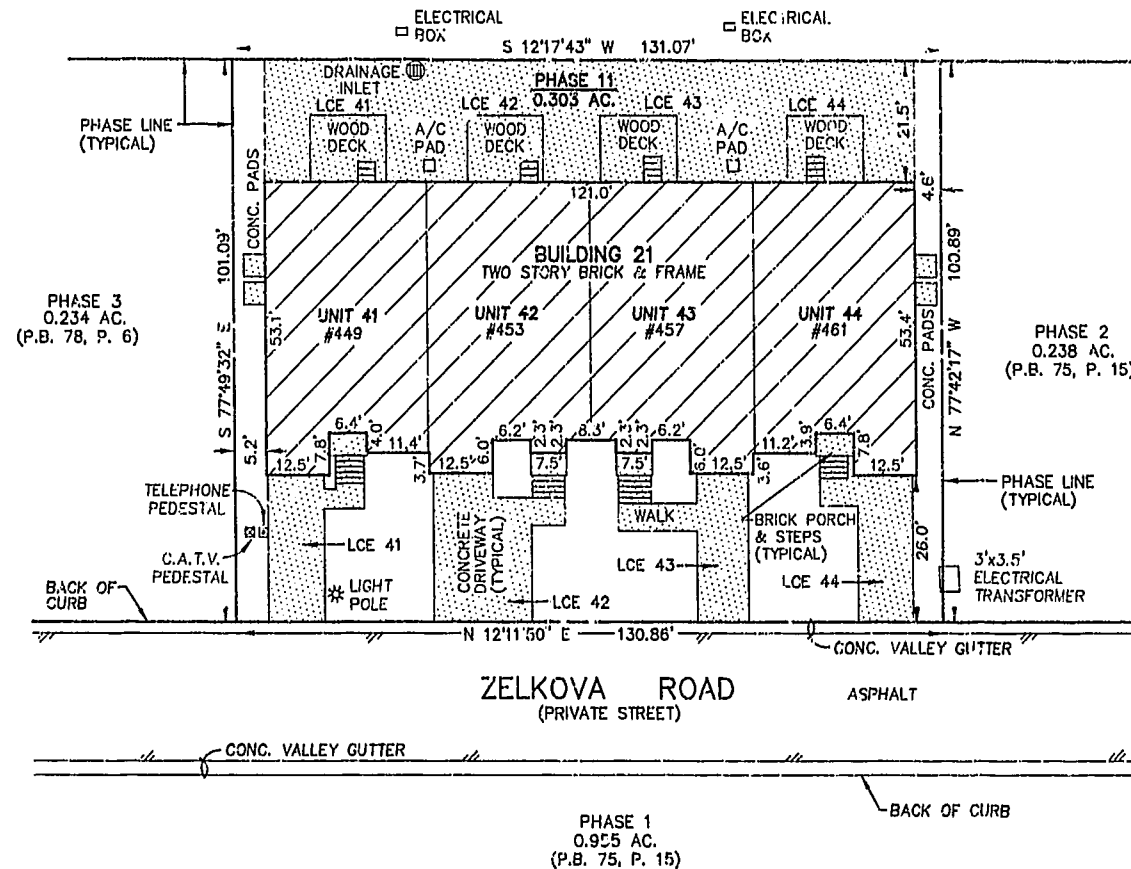 ELECTRICAL
BOX
ELECTRICAL
BOX
S 12°17'43" W 131.07'
DRAINAGE
INLET
PHASE 11
0.303 AC.
LCE 41
LCE 42
LCE 43
LCE 44
PHASE LINE
(TYPICAL)
WOOD
DECK
A/C
PAD
WOOD
DECK
WOOD
DECK
A/C
PAD
WOOD
DECK
21.5'
CONC. PADS
121.0'
4.6'
BUILDING 21
TWO STORY BRICK & FRAME
S 77°49'32" E 101.09'
N 77°42'17" W 100.89'
PHASE 3
0.234 AC.
(P.B. 78, P. 6)
53.1'
UNIT 41
#449
UNIT 42
#453
UNIT 43
#457
UNIT 44
#461
53.4'
CONC. PADS
PHASE 2
0.238 AC.
(P.B. 75, P. 15)
5.2'
12.5'
7.8'
6.4'
4.0'
11.4'
3.7'
12.5'
6.0'
6.2'
2.3'
7.5'
8.3'
2.3'
2.3'
7.5'
6.2'
6.0'
12.5'
3.6'
11.2'
3.9'
6.4'
7.8'
12.5'
TELEPHONE
PEDESTAL
C.A.T.V.
PEDESTAL
LCE 41
CONCRETE
DRIVEWAY
(TYPICAL)
WALK
BRICK PORCH
& STEPS
(TYPICAL)
26.0'
PHASE LINE
(TYPICAL)
LCE 43
LCE 44
3'x3.5'
ELECTRICAL
TRANSFORMER
BACK OF
CURB
LIGHT
POLE
LCE 42
N 12°11'50" E 130.86'
CONC. VALLEY GUTTER
ZELKOVA ROAD
(PRIVATE STREET)
ASPHALT
CONC. VALLEY GUTTER
BACK OF CURB
PHASE 1
0.955 AC.
(P.B. 75, P. 15)